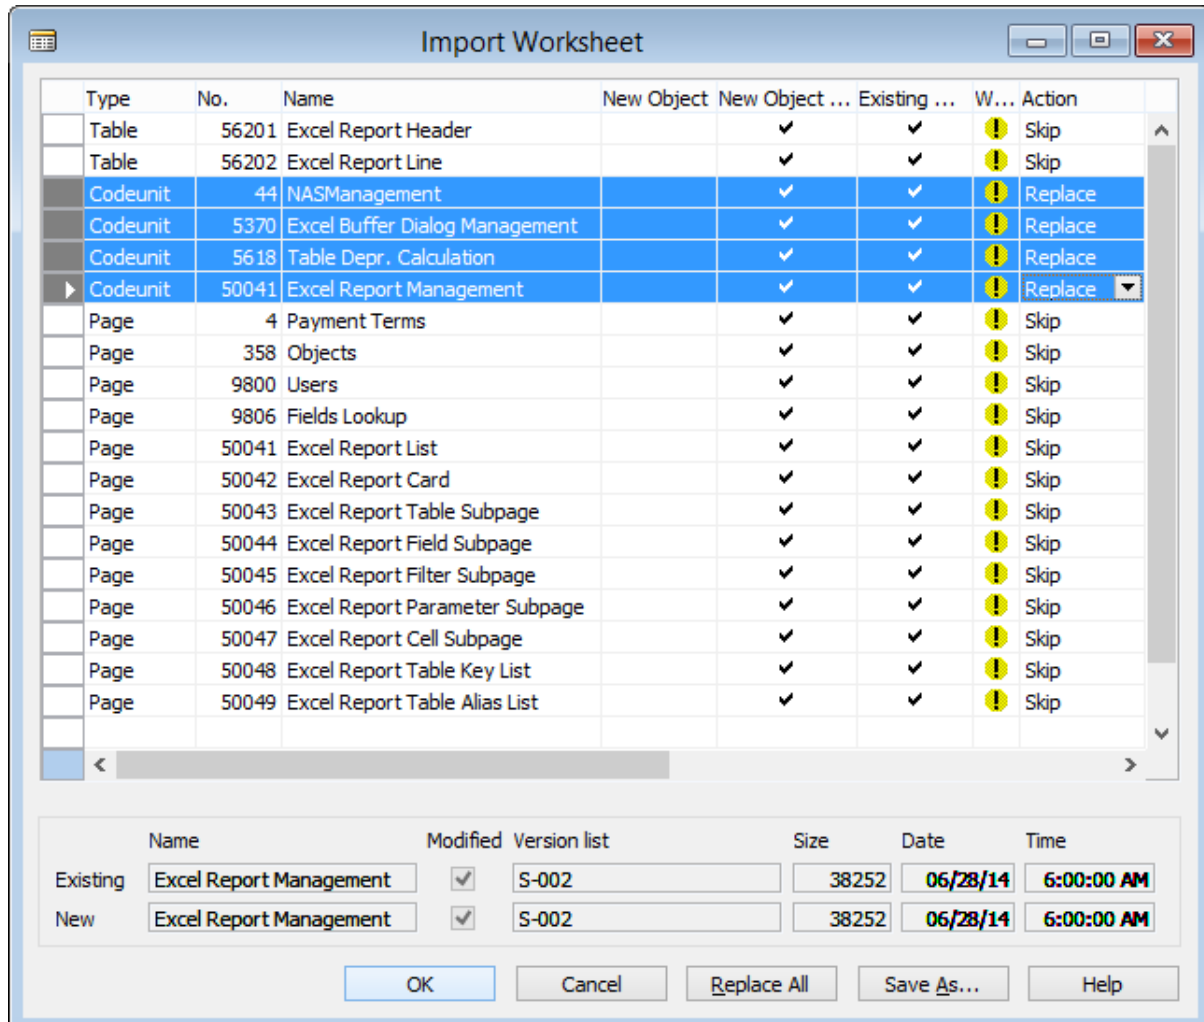 Import Worksheet
Type No. Name New Object New Object ... Existing ... W... Action
Table 56201 Excel Report Header Skip
Table 56202 Excel Report Line Skip
Codeunit 44 NASManagement Replace
Codeunit 5370 Excel Buffer Dialog Management Replace
Codeunit 5618 Table Depr. Calculation Replace
Codeunit 50041 Excel Report Management Replace
Page 4 Payment Terms Skip
Page 358 Objects Skip
Page 9800 Users Skip
Page 9806 Fields Lookup Skip
Page 50041 Excel Report List Skip
Page 50042 Excel Report Card Skip
Page 50043 Excel Report Table Subpage Skip
Page 50044 Excel Report Field Subpage Skip
Page 50045 Excel Report Filter Subpage Skip
Page 50046 Excel Report Parameter Subpage Skip
Page 50047 Excel Report Cell Subpage Skip
Page 50048 Excel Report Table Key List Skip
Page 50049 Excel Report Table Alias List Skip
Name Modified Version list Size Date Time
Existing Excel Report Management S-002 38252 06/28/14 6:00:00 AM
New Excel Report Management S-002 38252 06/28/14 6:00:00 AM
OK Cancel Replace All Save As... Help